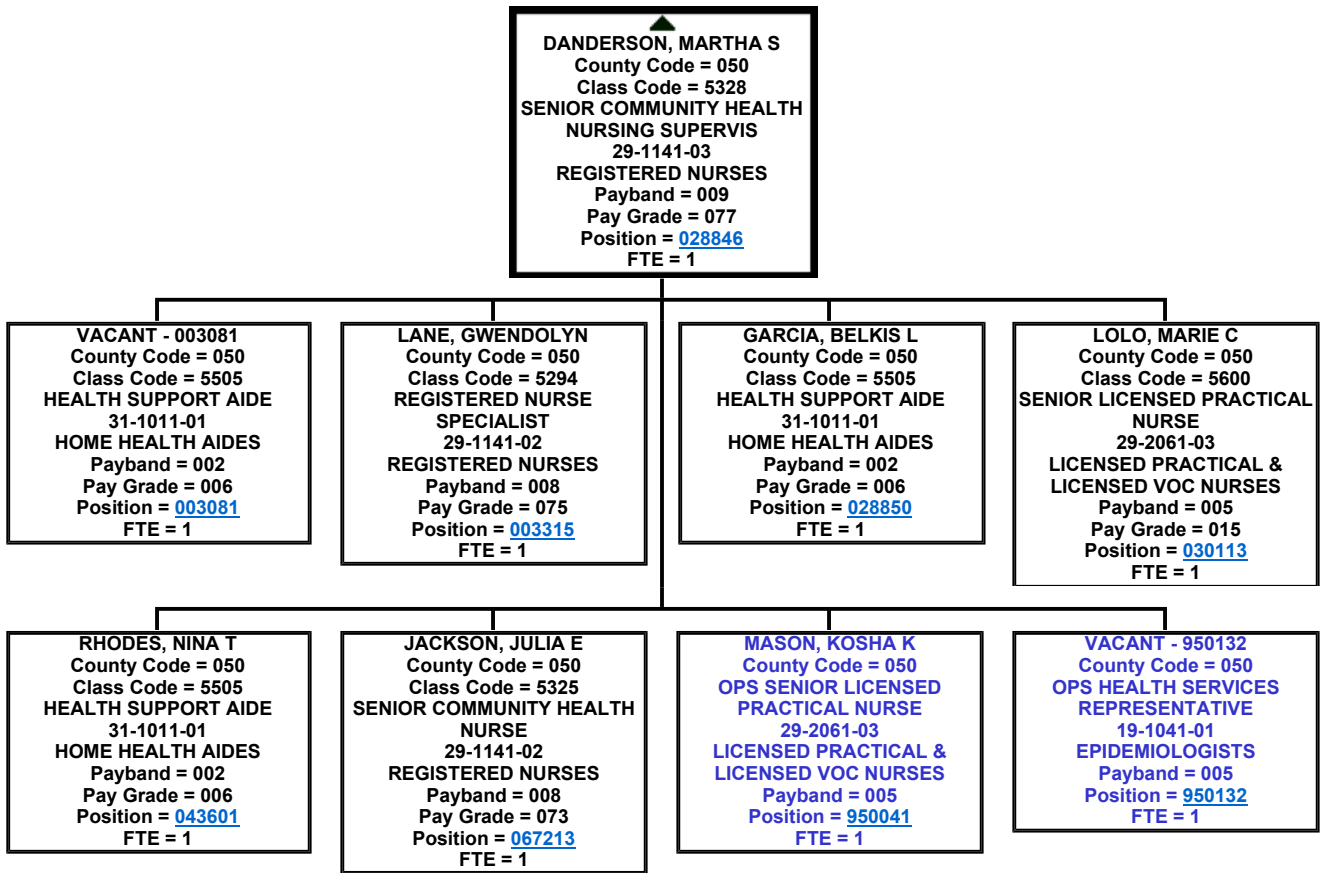 DANDERSON, MARTHA S
County Code = 050
Class Code = 5328
SENIOR COMMUNITY HEALTH
NURSING SUPERVIS
29-1141-03
REGISTERED NURSES
Payband = 009
Pay Grade = 077
Position = 028846
FTE = 1
VACANT - 003081
County Code = 050
Class Code = 5505
HEALTH SUPPORT AIDE
31-1011-01
HOME HEALTH AIDES
Payband = 002
Pay Grade = 006
Position = 003081
FTE = 1
LANE, GWENDOLYN
County Code = 050
Class Code = 5294
REGISTERED NURSE
SPECIALIST
29-1141-02
REGISTERED NURSES
Payband = 008
Pay Grade = 075
Position = 003315
FTE = 1
GARCIA, BELKIS L
County Code = 050
Class Code = 5505
HEALTH SUPPORT AIDE
31-1011-01
HOME HEALTH AIDES
Payband = 002
Pay Grade = 006
Position = 028850
FTE = 1
LOLO, MARIE C
County Code = 050
Class Code = 5600
SENIOR LICENSED PRACTICAL
NURSE
29-2061-03
LICENSED PRACTICAL &
LICENSED VOC NURSES
Payband = 005
Pay Grade = 015
Position = 030113
FTE = 1
RHODES, NINA T
County Code = 050
Class Code = 5505
HEALTH SUPPORT AIDE
31-1011-01
HOME HEALTH AIDES
Payband = 002
Pay Grade = 006
Position = 043601
FTE = 1
JACKSON, JULIA E
County Code = 050
Class Code = 5325
SENIOR COMMUNITY HEALTH
NURSE
29-1141-02
REGISTERED NURSES
Payband = 008
Pay Grade = 073
Position = 067213
FTE = 1
MASON, KOSHA K
County Code = 050
OPS SENIOR LICENSED
PRACTICAL NURSE
29-2061-03
LICENSED PRACTICAL &
LICENSED VOC NURSES
Payband = 005
Position = 950041
FTE = 1
VACANT - 950132
County Code = 050
OPS HEALTH SERVICES
REPRESENTATIVE
19-1041-01
EPIDEMIOLOGISTS
Payband = 005
Position = 950132
FTE = 1